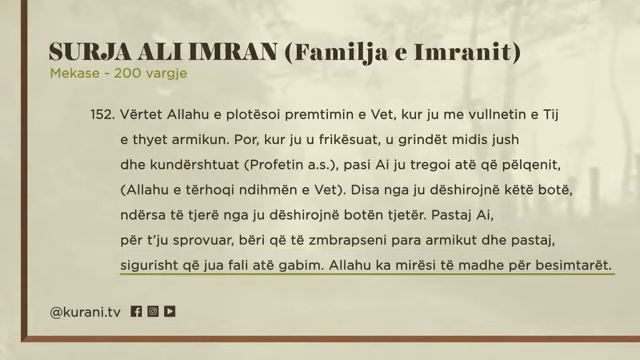 SURJA ALI IMRAN (Familja e Imranit)
Mekase - 200 vargje
152. Vërtet Allahu e plotësoi premtimin e Vet, kur ju me vullnetin e Tij
e thyet armikun. Por, kur ju u frikësuat, u grindët midis jush
dhe kundërshtuat (Profetin a.s.), pasi Ai ju tregoi atë që pëlqenit,
(Allahu e tërhoqi ndihmën e Vet). Disa nga ju dëshirojnë këtë botë,
ndërsa të tjerë nga ju dëshirojnë botën tjetër. Pastaj Ai,
për t'ju sprovuar, bëri që të zmbrapseni para armikut dhe pastaj,
sigurisht që jua fali atë gabim. Allahu ka mirësi të madhe për besimtarët.
@kurani.tv